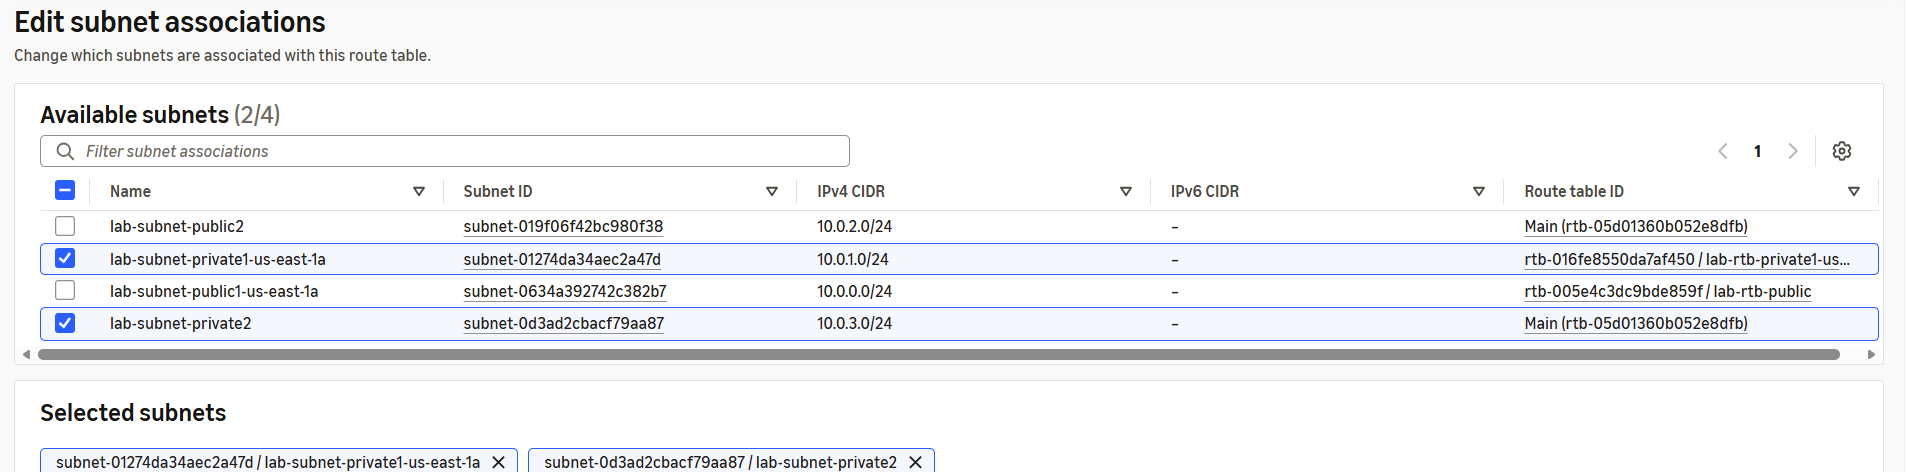 Edit subnet associations
Change which subnets are associated with this route table.
Available subnets (2/4)
Filter subnet associations
1
Name Subnet ID IPv4 CIDR IPv6 CIDR Route table ID
lab-subnet-public2 subnet-019f06f42bc980f38 10.0.2.0/24 – Main (rtb-05d01360b052e8dfb)
lab-subnet-private1-us-east-1a subnet-01274da34aec2a47d 10.0.1.0/24 – rtb-016fe8550da7af450 / lab-rtb-private1-us...
lab-subnet-public1-us-east-1a subnet-0634a392742c382b7 10.0.0.0/24 – rtb-005e4c3dc9bde859f / lab-rtb-public
lab-subnet-private2 subnet-0d3ad2cbacf79aa87 10.0.3.0/24 – Main (rtb-05d01360b052e8dfb)
Selected subnets
subnet-01274da34aec2a47d / lab-subnet-private1-us-east-1a subnet-0d3ad2cbacf79aa87 / lab-subnet-private2